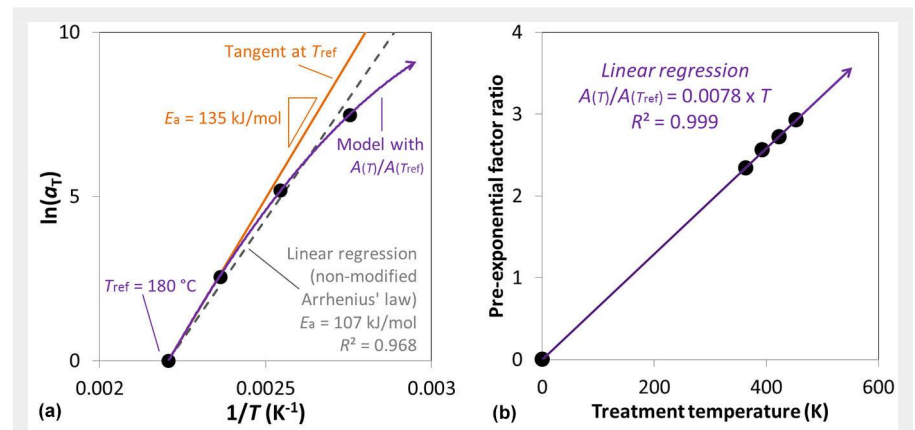 10
5
0
ln(aT)
0.002
0.0025
0.003
1/T (K-1)
(a)
Tangent at Tref
Ea = 135 kJ/mol
Model with
A(T)/A(Tref)
Linear regression
(non-modified
Arrhenius' law)
Ea = 107 kJ/mol
R² = 0.968
Tref = 180 °C
4
3
2
1
0
Pre-exponential factor ratio
0
200
400
600
Treatment temperature (K)
(b)
Linear regression
A(T)/A(Tref) = 0.0078 x T
R² = 0.999